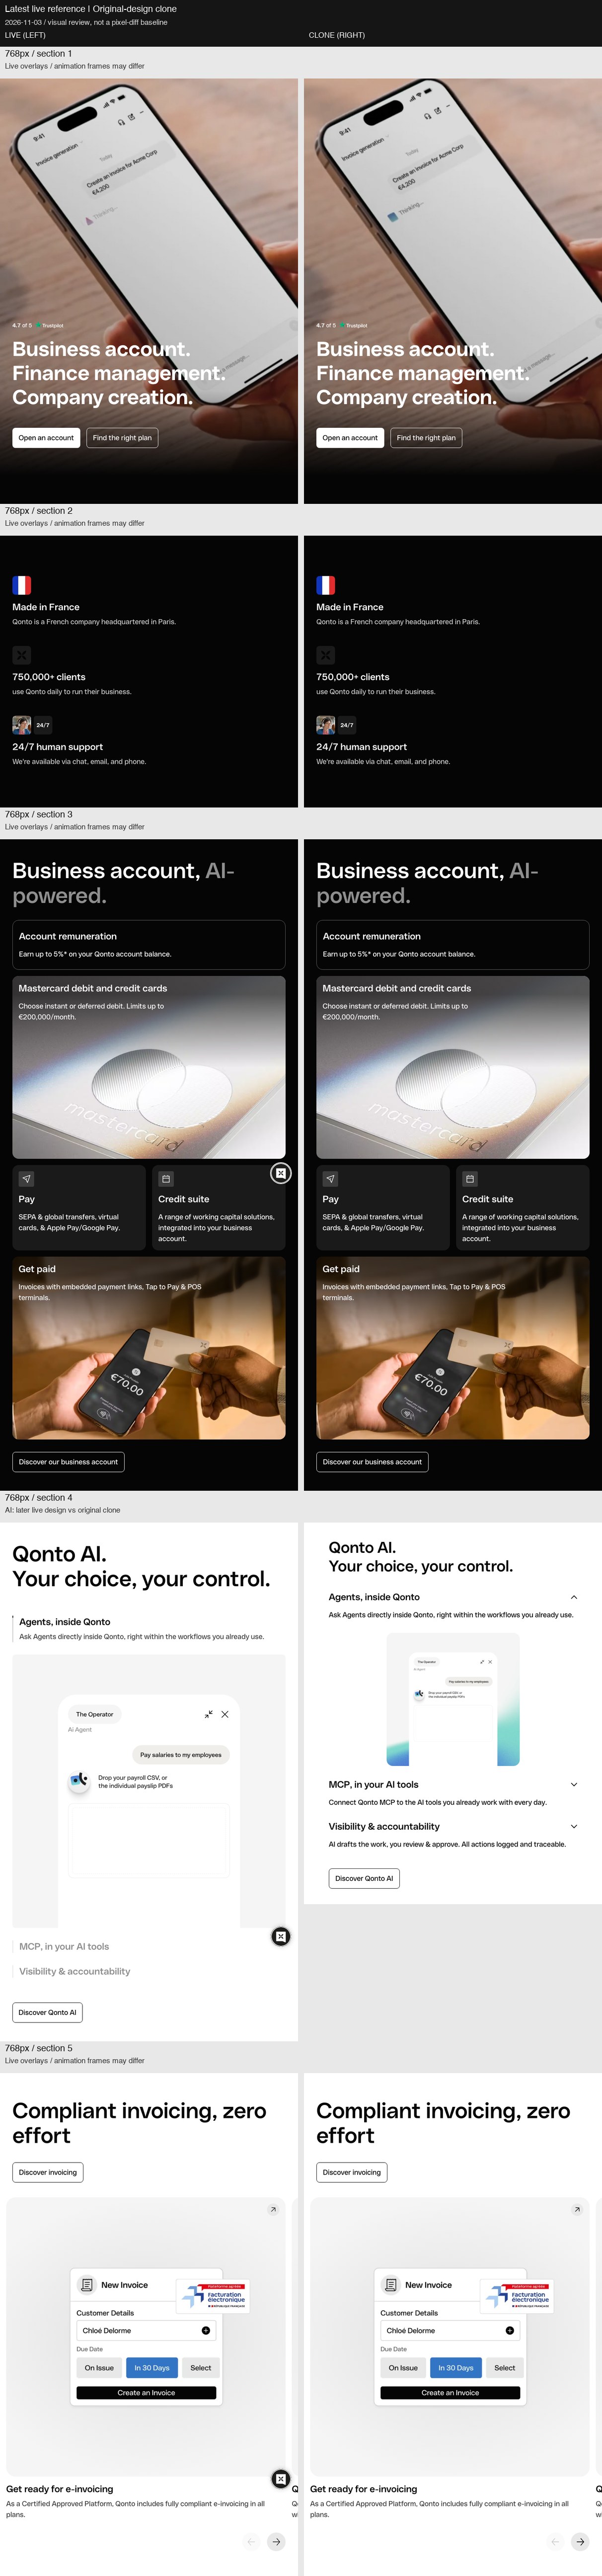 Latest live reference | Original-design clone
2026-11-03 / visual review, not a pixel-diff baseline
LIVE (LEFT)
CLONE (RIGHT)
768px / section 1
Live overlays / animation frames may differ
9:41
Invoice generation
Today
Create an invoice for Acme Corp
€4,200
Thinking...
message...
4.7 of 5 Trustpilot
Business account.
Finance management.
Company creation.
Open an account
Find the right plan
9:41
Invoice generation
Today
Create an invoice for Acme Corp
€4,200
Thinking...
message...
4.7 of 5 Trustpilot
Business account.
Finance management.
Company creation.
Open an account
Find the right plan
768px / section 2
Live overlays / animation frames may differ
Made in France
Qonto is a French company headquartered in Paris.
750,000+ clients
use Qonto daily to run their business.
24/7
24/7 human support
We're available via chat, email, and phone.
Made in France
Qonto is a French company headquartered in Paris.
750,000+ clients
use Qonto daily to run their business.
24/7
24/7 human support
We're available via chat, email, and phone.
768px / section 3
Live overlays / animation frames may differ
Business account, AI-
powered.
Account remuneration
Earn up to 5%* on your Qonto account balance.
Mastercard debit and credit cards
Choose instant or deferred debit. Limits up to
€200,000/month.
mastercard
Pay
SEPA & global transfers, virtual
cards, & Apple Pay/Google Pay.
Credit suite
A range of working capital solutions,
integrated into your business
account.
Get paid
Invoices with embedded payment links, Tap to Pay & POS
terminals.
€70.00
Discover our business account
Business account, AI-
powered.
Account remuneration
Earn up to 5%* on your Qonto account balance.
Mastercard debit and credit cards
Choose instant or deferred debit. Limits up to
€200,000/month.
mastercard
Pay
SEPA & global transfers, virtual
cards, & Apple Pay/Google Pay.
Credit suite
A range of working capital solutions,
integrated into your business
account.
Get paid
Invoices with embedded payment links, Tap to Pay & POS
terminals.
€70.00
Discover our business account
768px / section 4
AI: later live design vs original clone
Qonto AI.
Your choice, your control.
Agents, inside Qonto
Ask Agents directly inside Qonto, right within the workflows you already use.
The Operator
Ai Agent
Pay salaries to my employees
Drop your payroll CSV, or
the individual payslip PDFs
MCP, in your AI tools
Visibility & accountability
Discover Qonto AI
Qonto AI.
Your choice, your control.
Agents, inside Qonto
Ask Agents directly inside Qonto, right within the workflows you already use.
The Operator
Ai Agent
Pay salaries to my employees
Drop your payroll CSV, or
the individual payslip PDFs
MCP, in your AI tools
Connect Qonto MCP to the AI tools you already work with every day.
Visibility & accountability
AI drafts the work, you review & approve. All actions logged and traceable.
Discover Qonto AI
768px / section 5
Live overlays / animation frames may differ
Compliant invoicing, zero
effort
Discover invoicing
New Invoice
facturation
électronique
Customer Details
Chloé Delorme
Due Date
On Issue
In 30 Days
Select
Create an Invoice
Get ready for e-invoicing
As a Certified Approved Platform, Qonto includes fully compliant e-invoicing in all
plans.
Compliant invoicing, zero
effort
Discover invoicing
New Invoice
facturation
électronique
Customer Details
Chloé Delorme
Due Date
On Issue
In 30 Days
Select
Create an Invoice
Get ready for e-invoicing
As a Certified Approved Platform, Qonto includes fully compliant e-invoicing in all
plans.